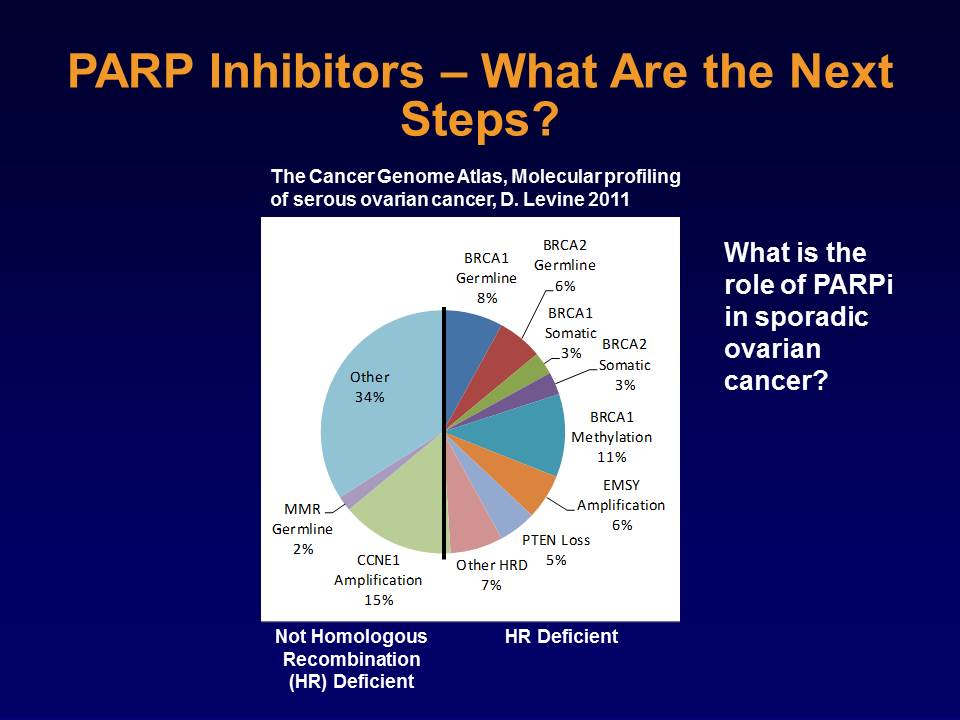 PARP Inhibitors – What Are the Next
Steps?
The Cancer Genome Atlas, Molecular profiling
of serous ovarian cancer, D. Levine 2011
BRCA1
Germline
8%
BRCA2
Germline
6%
BRCA1
Somatic
3%
BRCA2
Somatic
3%
BRCA1
Methylation
11%
EMSY
Amplification
6%
PTEN Loss
5%
Other HRD
7%
CCNE1
Amplification
15%
MMR
Germline
2%
Other
34%
What is the
role of PARPi
in sporadic
ovarian
cancer?
Not Homologous
Recombination
(HR) Deficient
HR Deficient